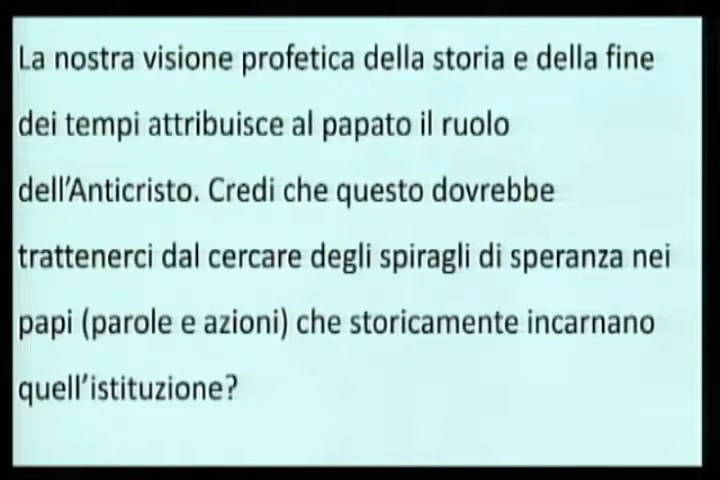 La nostra visione profetica della storia e della fine
dei tempi attribuisce al papato il ruolo
dell'Anticristo. Credi che questo dovrebbe
trattenerci dal cercare degli spiragli di speranza nei
papi (parole e azioni) che storicamente incarnano
quell'istituzione?